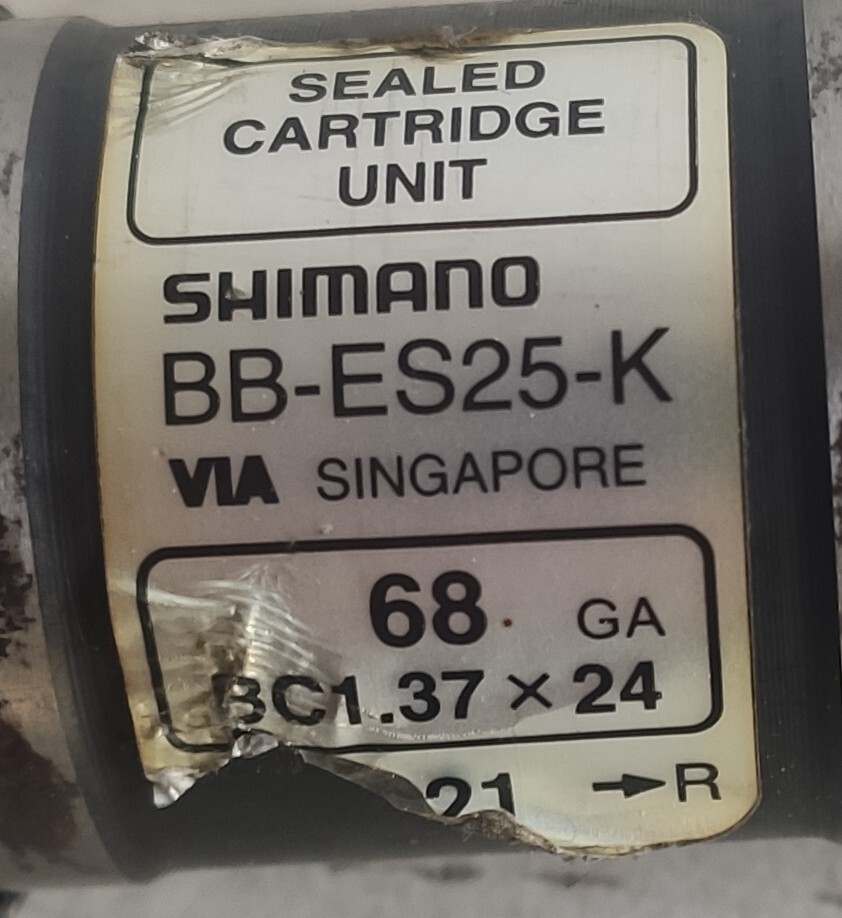 SEALED
CARTRIDGE
UNIT
SHIMANO
BB-ES25-K
VIA SINGAPORE
68 GA
BC1.37 × 24
21 → R